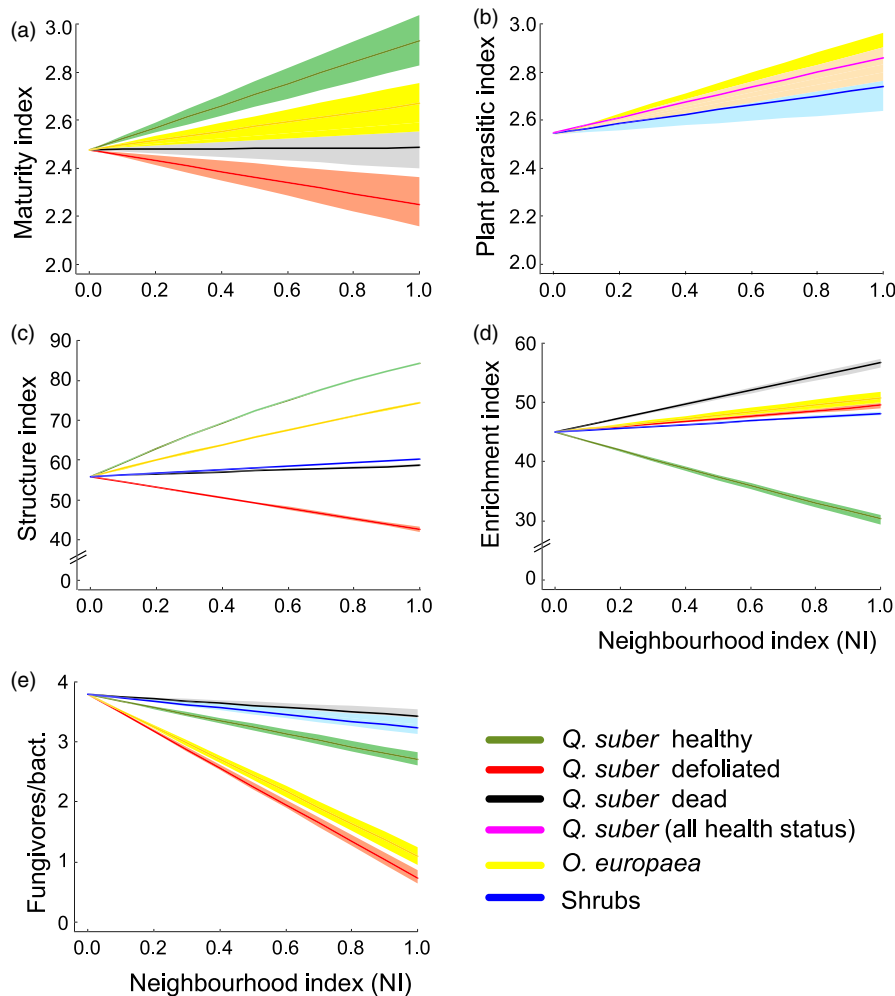 (a)
Maturity index
3.0
2.8
2.6
2.4
2.2
2.0
0.0 0.2 0.4 0.6 0.8 1.0
(b)
Plant parasitic index
3.0
2.8
2.6
2.4
2.2
2.0
0.0 0.2 0.4 0.6 0.8 1.0
(c)
Structure index
90
80
70
60
50
40
0
0.0 0.2 0.4 0.6 0.8 1.0
(d)
Enrichment index
60
50
40
30
0
0.0 0.2 0.4 0.6 0.8 1.0
Neighbourhood index (NI)
(e)
Fungivores/bact.
4
3
2
1
0
0.0 0.2 0.4 0.6 0.8 1.0
Neighbourhood index (NI)
Q. suber healthy
Q. suber defoliated
Q. suber dead
Q. suber (all health status)
O. europaea
Shrubs